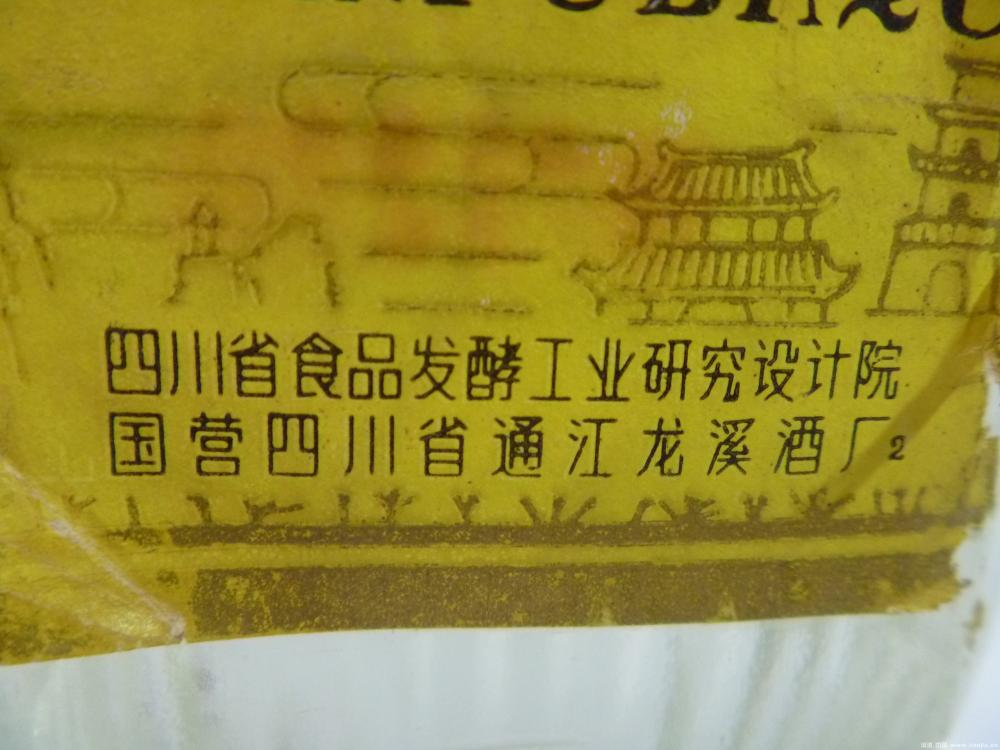 四川省食品发酵工业研究设计院
国营四川省通江龙溪酒厂2